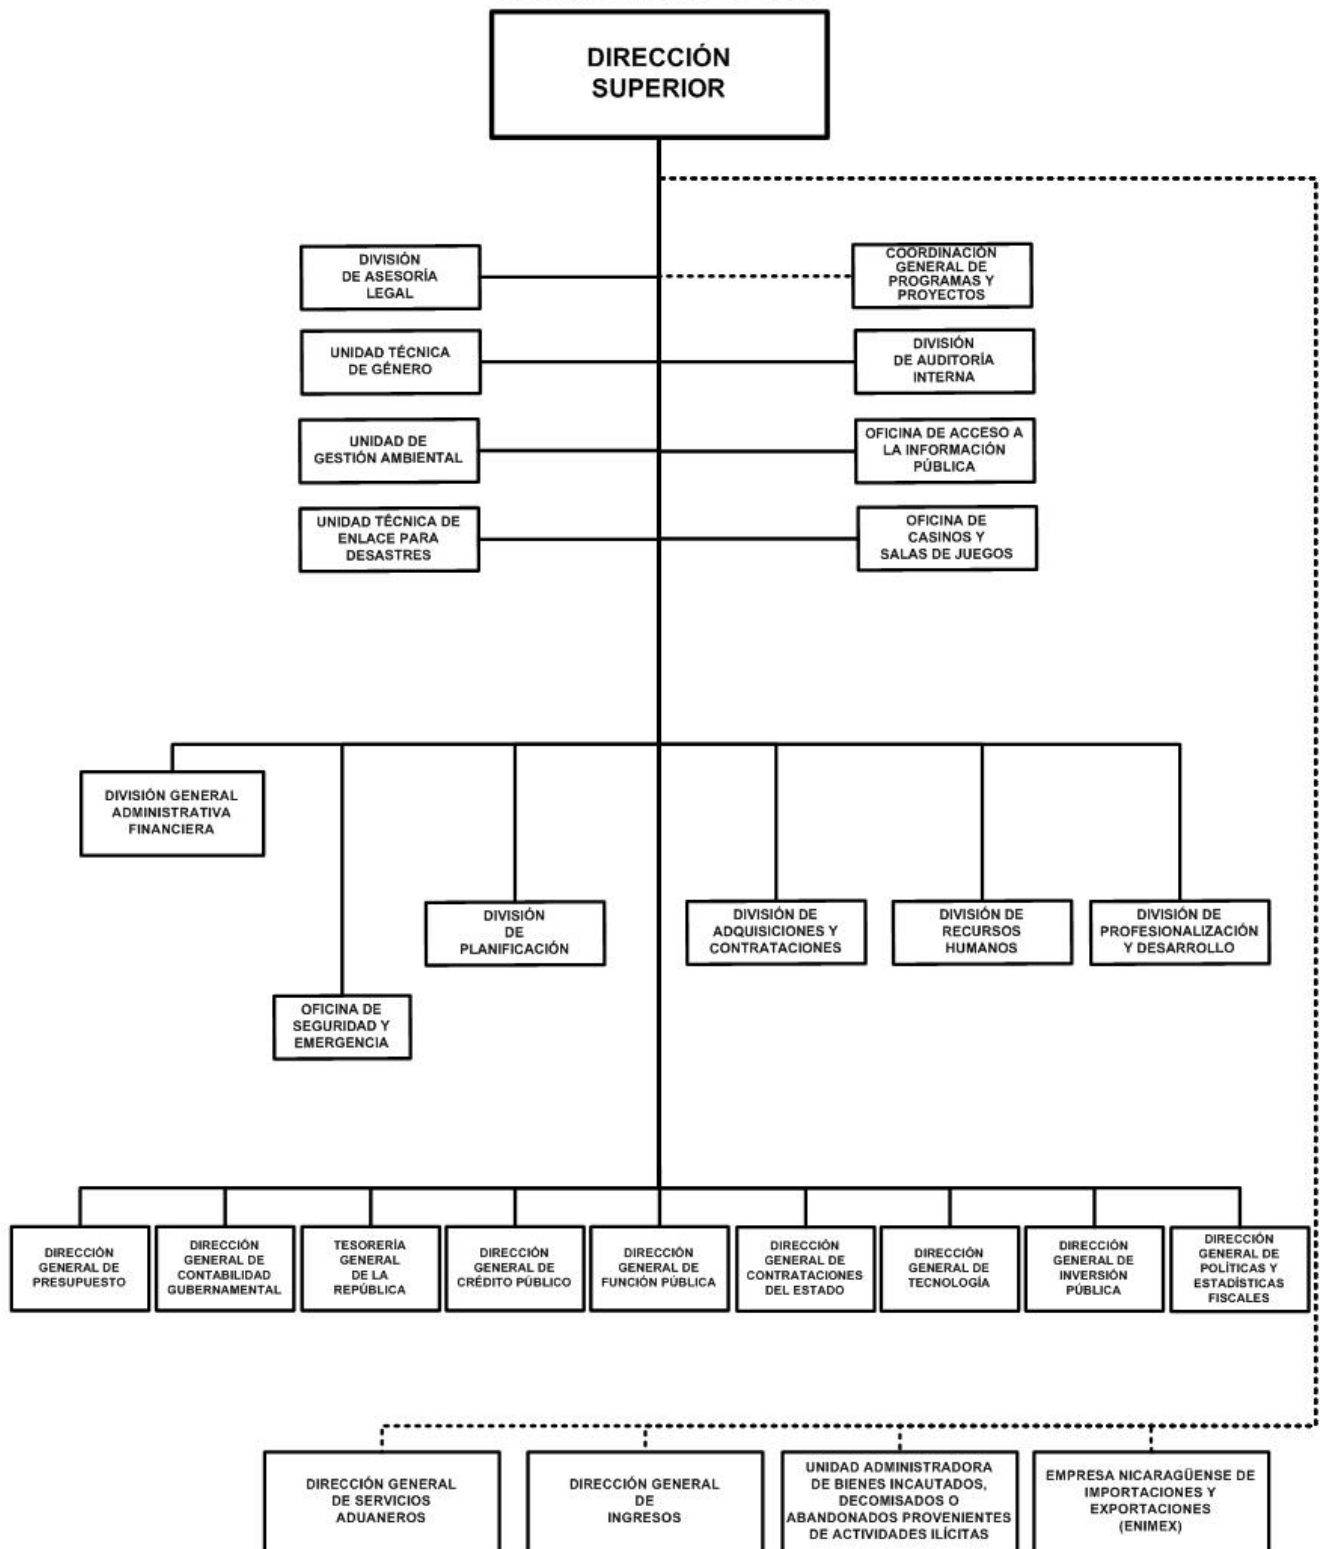 DIRECCIÓN
SUPERIOR
DIVISIÓN
DE ASESORÍA
LEGAL
COORDINACIÓN
GENERAL DE
PROGRAMAS Y
PROYECTOS
UNIDAD TÉCNICA
DE GÉNERO
DIVISIÓN
DE AUDITORÍA
INTERNA
UNIDAD DE
GESTIÓN AMBIENTAL
OFICINA DE ACCESO A
LA INFORMACIÓN
PÚBLICA
UNIDAD TÉCNICA DE
ENLACE PARA
DESASTRES
OFICINA DE
CASINOS Y
SALAS DE JUEGOS
DIVISIÓN GENERAL
ADMINISTRATIVA
FINANCIERA
DIVISIÓN
DE
PLANIFICACIÓN
DIVISIÓN DE
ADQUISICIONES Y
CONTRATACIONES
DIVISIÓN DE
RECURSOS
HUMANOS
DIVISIÓN DE
PROFESIONALIZACIÓN
Y DESARROLLO
OFICINA DE
SEGURIDAD Y
EMERGENCIA
DIRECCIÓN
GENERAL DE
PRESUPUESTO
DIRECCIÓN
GENERAL DE
CONTABILIDAD
GUBERNAMENTAL
TESORERÍA
GENERAL
DE LA
REPÚBLICA
DIRECCIÓN
GENERAL DE
CRÉDITO PÚBLICO
DIRECCIÓN
GENERAL DE
FUNCIÓN PÚBLICA
DIRECCIÓN
GENERAL DE
CONTRATACIONES
DEL ESTADO
DIRECCIÓN
GENERAL DE
TECNOLOGÍA
DIRECCIÓN
GENERAL DE
INVERSIÓN
PÚBLICA
DIRECCIÓN
GENERAL DE
POLÍTICAS Y
ESTADÍSTICAS
FISCALES
DIRECCIÓN GENERAL
DE SERVICIOS
ADUANEROS
DIRECCIÓN GENERAL
DE
INGRESOS
UNIDAD ADMINISTRADORA
DE BIENES INCAUTADOS,
DECOMISADOS O
ABANDONADOS PROVENIENTES
DE ACTIVIDADES ILÍCITAS
EMPRESA NICARAGÜENSE DE
IMPORTACIONES Y
EXPORTACIONES
(ENIMEX)